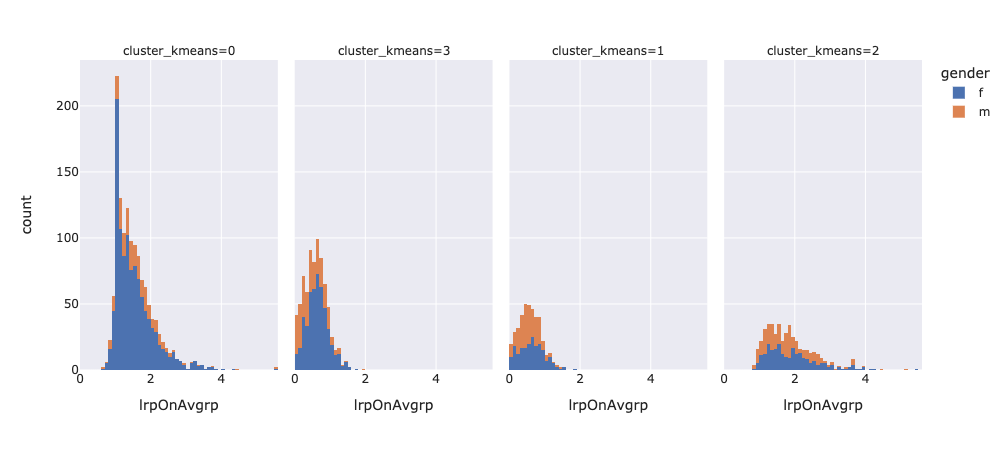 cluster_kmeans=0
cluster_kmeans=3
cluster_kmeans=1
cluster_kmeans=2
gender
f
m
count
200
150
100
50
0
0 2 4
0 2 4
0 2 4
0 2 4
lrpOnAvgrp
lrpOnAvgrp
lrpOnAvgrp
lrpOnAvgrp